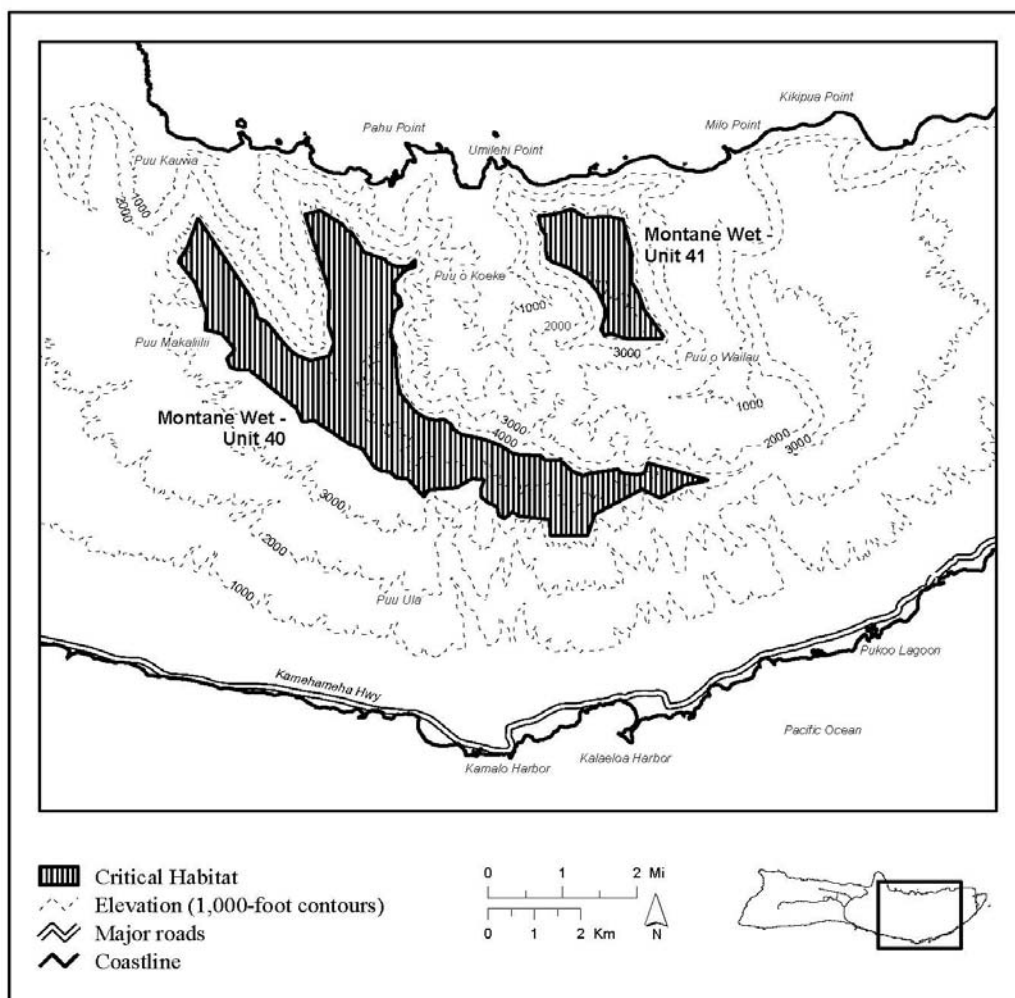 Kikipua Point
Pahu Point
Milo Point
Umilehi Point
Puu Kauwa
1000
2000
Montane Wet -
Unit 41
Puu o Koeke
1000
2000
3000
Puu Makaliilii
Puu o Wailau
1000
Montane Wet -
Unit 40
3000
4000
2000
3000
3000
2000
1000
Puu Ula
Pukoo Lagoon
Kamehameha Hwy
Pacific Ocean
Kamalo Harbor
Kalaeloa Harbor
Critical Habitat
Elevation (1,000-foot contours)
Major roads
Coastline
0 1 2 Mi
0 1 2 Km
N